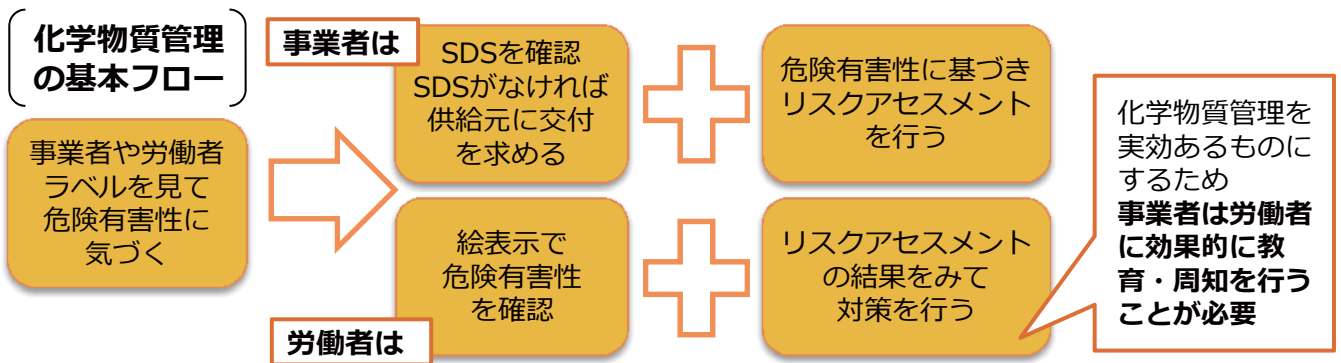 化学物質管理
の基本フロー
事業者や労働者
ラベルを見て
危険有害性に
気づく
事業者は
SDSを確認
SDSがなければ
供給元に交付
を求める
危険有害性に基づき
リスクアセスメント
を行う
労働者は
絵表示で
危険有害性
を確認
リスクアセスメント
の結果をみて
対策を行う
化学物質管理を
実効あるものに
するため
事業者は労働者
に効果的に教
育・周知を行う
ことが必要